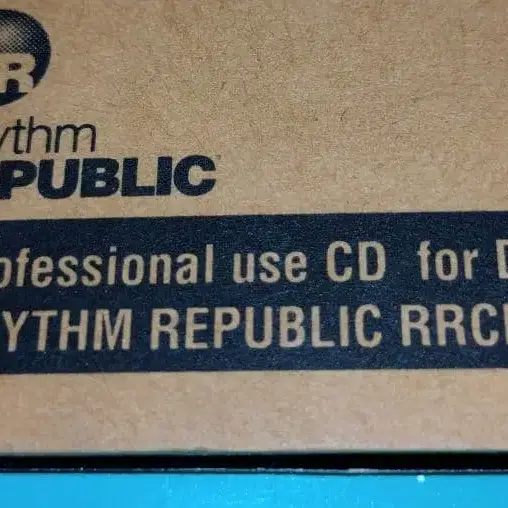 R
ythm
PUBLIC
ofessional use CD for D
YTHM REPUBLIC RRC